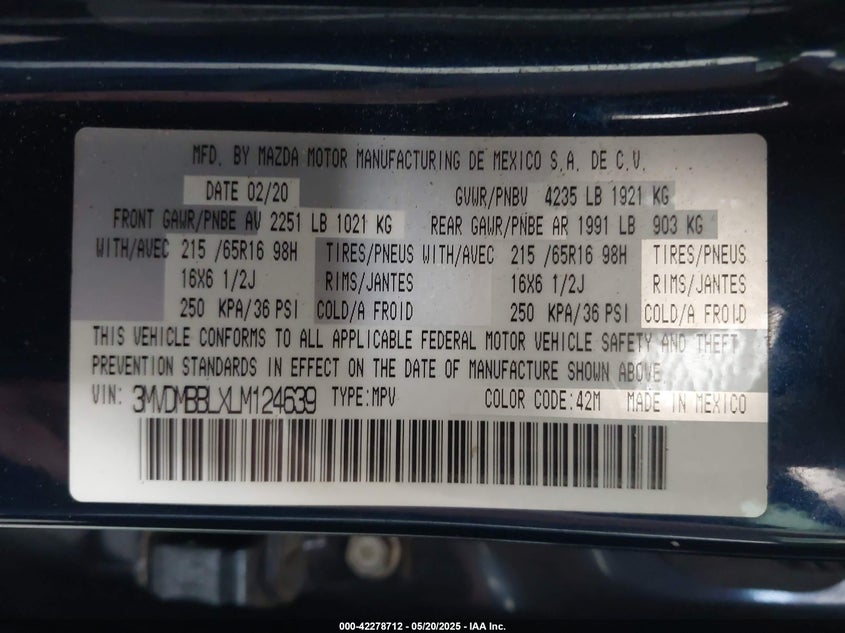 MFD. BY MAZDA MOTOR MANUFACTURING DE MEXICO S.A. DE C.V.
DATE 02/20 GVWR/PNBV 4235 LB 1921 KG
FRONT GAWR/PNBE AV 2251 LB 1021 KG REAR GAWR/PNBE AR 1991 LB 903 KG
WITH/AVEC 215 /65R16 98H TIRES/PNEUS WITH/AVEC 215 /65R16 98H TIRES/PNEUS
16X6 1/2J RIMS/JANTES 16X6 1/2J RIMS/JANTES
250 KPA/36 PSI COLD/A FROID 250 KPA/36 PSI COLD/A FROID
THIS VEHICLE CONFORMS TO ALL APPLICABLE FEDERAL MOTOR VEHICLE SAFETY AND THEFT
PREVENTION STANDARDS IN EFFECT ON THE DATE OF MANUFACTURE SHOWN ABOVE.
VIN: 3MVDMBBLXLM124639 TYPE:MPV COLOR CODE:42M MADE IN MEXICO
000-42278712 - 05/20/2025 - IAA Inc.